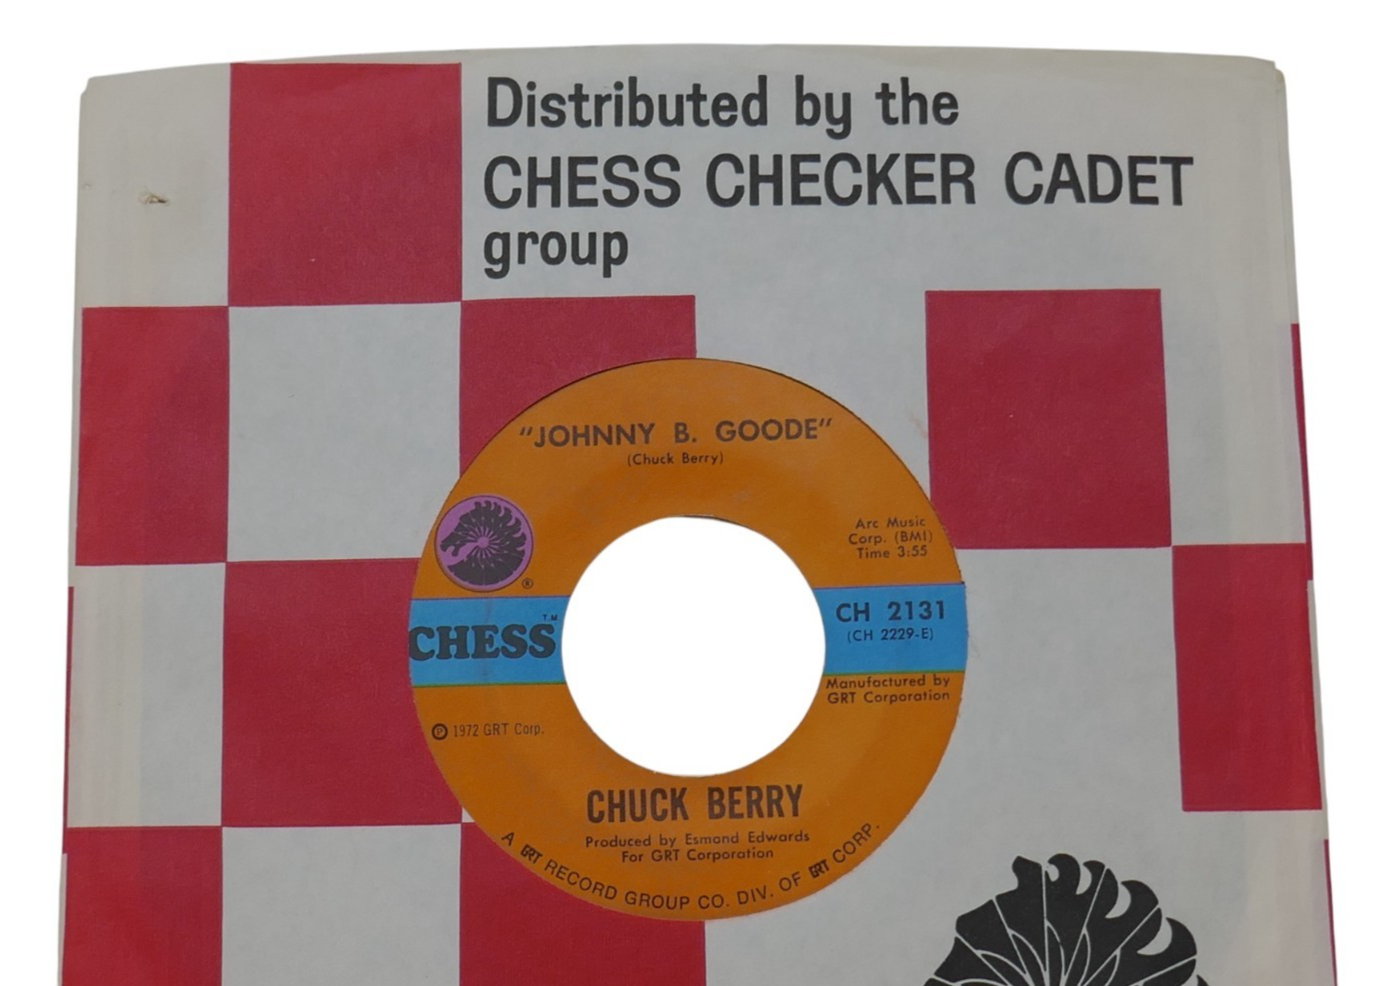 Distributed by the
CHESS CHECKER CADET
group
"JOHNNY B. GOODE"
(Chuck Berry)
Arc Music
Corp. (BMI)
Time 3:55
®
CHESS™
CH 2131
(CH 2229-E)
Manufactured by
GRT Corporation
℗ 1972 GRT Corp.
CHUCK BERRY
Produced by Esmond Edwards
For GRT Corporation
A GRT RECORD GROUP CO. DIV. OF GRT CORP.